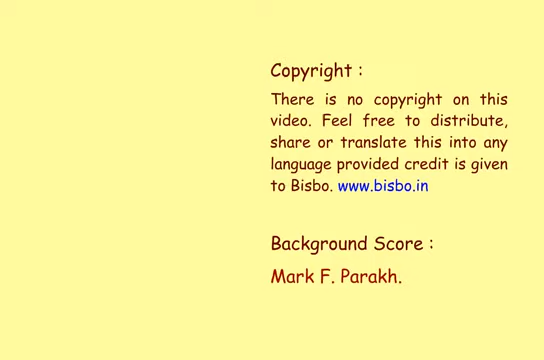 Copyright :
There is no copyright on this
video. Feel free to distribute,
share or translate this into any
language provided credit is given
to Bisbo. www.bisbo.in
Background Score :
Mark F. Parakh.